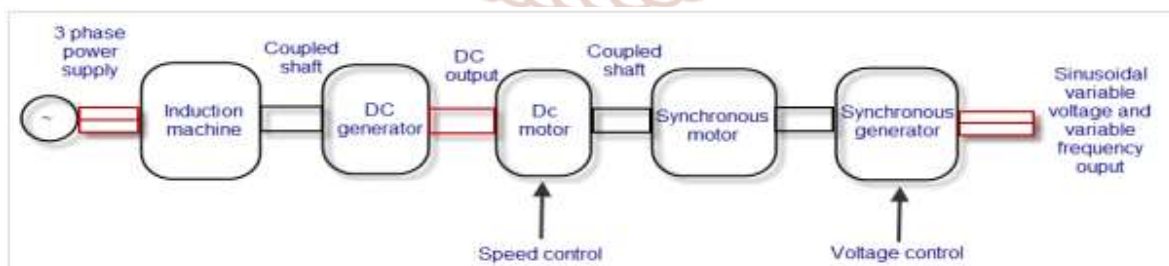 3 phase
power
supply
Coupled
shaft
DC
output
Coupled
shaft
Sinusoidal
variable
voltage and
variable
frequency
ouput
~
Induction
machine
DC
generator
Dc
motor
Synchronous
motor
Synchronous
generator
Speed control
Voltage control